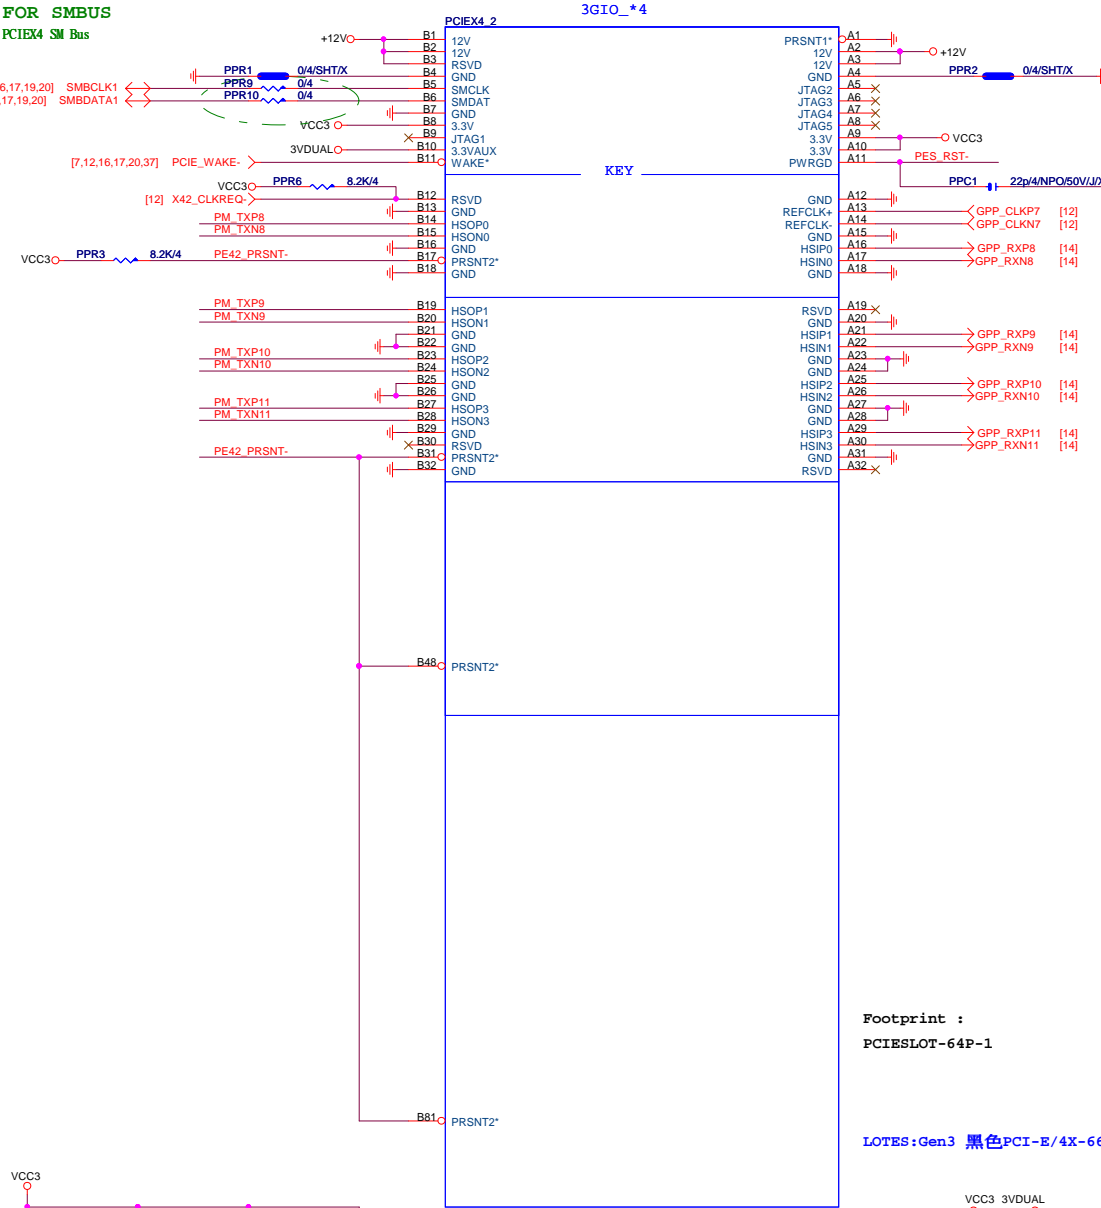 FOR SMBUS
PCIEX4 SM Bus
3GIO_*4
PCIEX4_2
+12V
B1 12V
B2 12V
B3 RSVD
PPR1 0/4/SHT/X B4 GND
6,17,19,20] SMBCLK1 PPR9 0/4 B5 SMCLK
17,19,20] SMBDATA1 PPR10 0/4 B6 SMDAT
B7 GND
VCC3 B8 3.3V
B9 JTAG1
3VDUAL B10 3.3VAUX
[7,12,16,17,20,37] PCIE_WAKE- B11 WAKE*
PRSNT1* A1
12V A2 +12V
12V A3
GND A4 PPR2 0/4/SHT/X
JTAG2 A5
JTAG3 A6
JTAG4 A7
JTAG5 A8
3.3V A9 VCC3
3.3V A10
PWRGD A11 PES_RST-
KEY
PPC1 22p/4/NPO/50V/J/X
VCC3 PPR6 8.2K/4
[12] X42_CLKREQ- B12 RSVD
B13 GND
PM_TXP8 B14 HSOP0
PM_TXN8 B15 HSON0
B16 GND
VCC3 PPR3 8.2K/4 PE42_PRSNT- B17 PRSNT2*
B18 GND
GND A12
REFCLK+ A13 GPP_CLKP7 [12]
REFCLK- A14 GPP_CLKN7 [12]
GND A15
HSIP0 A16 GPP_RXP8 [14]
HSIN0 A17 GPP_RXN8 [14]
GND A18
PM_TXP9 B19 HSOP1
PM_TXN9 B20 HSON1
B21 GND
B22 GND
PM_TXP10 B23 HSOP2
PM_TXN10 B24 HSON2
B25 GND
B26 GND
PM_TXP11 B27 HSOP3
PM_TXN11 B28 HSON3
B29 GND
B30 RSVD
PE42_PRSNT- B31 PRSNT2*
B32 GND
RSVD A19
GND A20
HSIP1 A21 GPP_RXP9 [14]
HSIN1 A22 GPP_RXN9 [14]
GND A23
GND A24
HSIP2 A25 GPP_RXP10 [14]
HSIN2 A26 GPP_RXN10 [14]
GND A27
GND A28
HSIP3 A29 GPP_RXP11 [14]
HSIN3 A30 GPP_RXN11 [14]
GND A31
RSVD A32
B48 PRSNT2*
Footprint :
PCIESLOT-64P-1
B81 PRSNT2*
LOTES:Gen3 黑色PCI-E/4X-66
VCC3
VCC3 3VDUAL